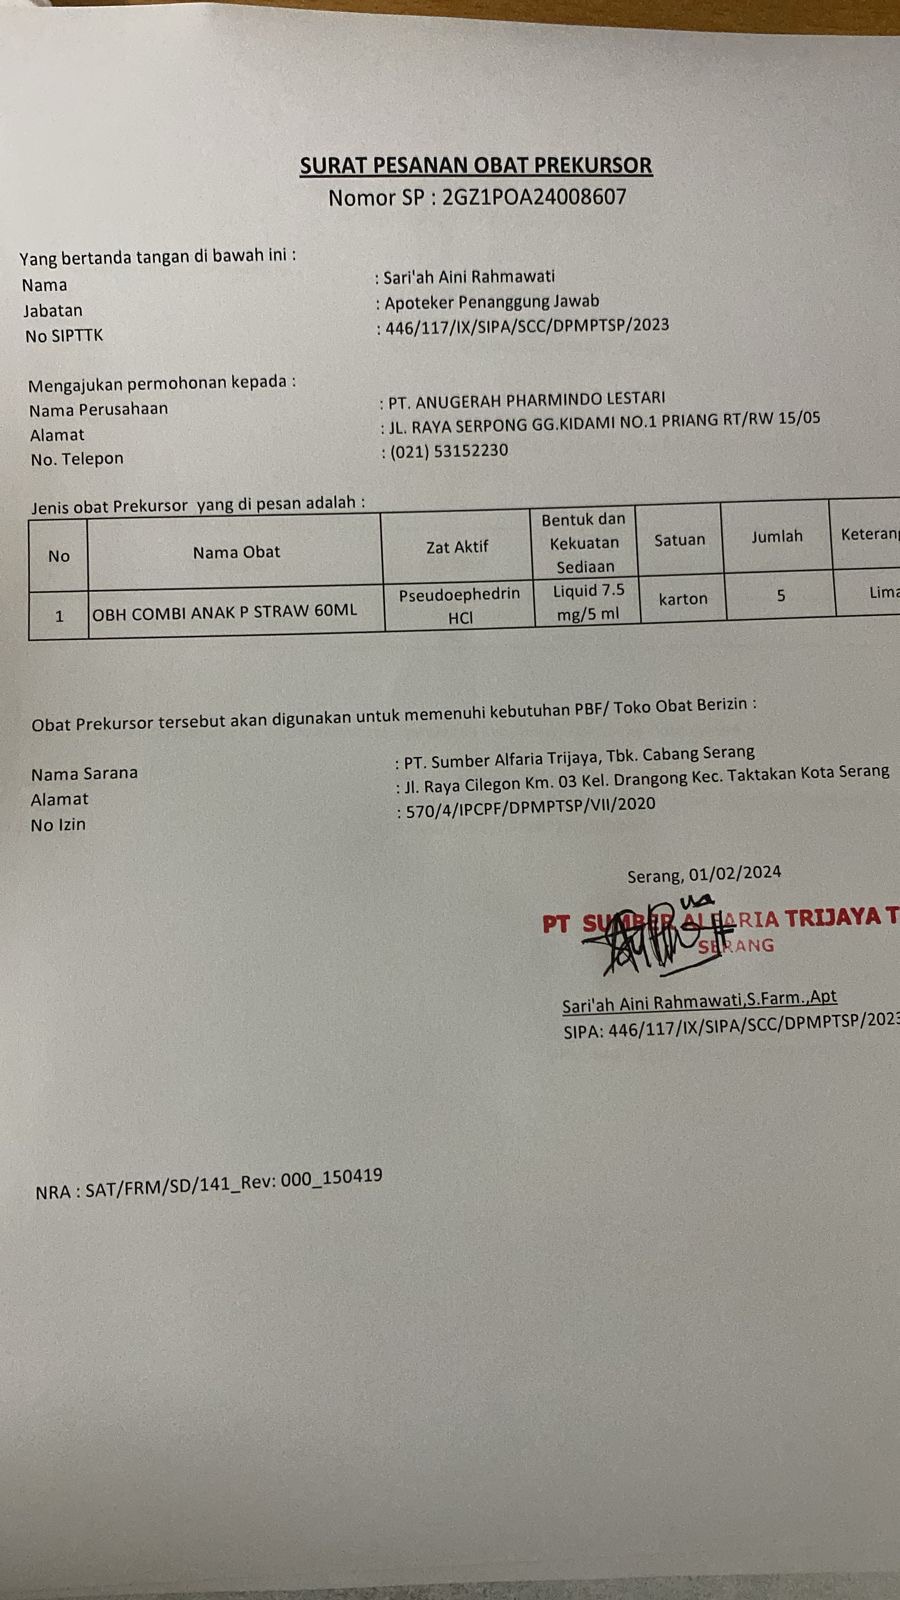 SURAT PESANAN OBAT PREKURSOR
Nomor SP : 2GZ1POA24008607
Yang bertanda tangan di bawah ini :
Nama : Sari'ah Aini Rahmawati
Jabatan : Apoteker Penanggung Jawab
No SIPTTK : 446/117/IX/SIPA/SCC/DPMPTSP/2023
Mengajukan permohonan kepada :
Nama Perusahaan : PT. ANUGERAH PHARMINDO LESTARI
Alamat : JL. RAYA SERPONG GG.KIDAMI NO.1 PRIANG RT/RW 15/05
No. Telepon : (021) 53152230
Jenis obat Prekursor yang di pesan adalah :
No Nama Obat Zat Aktif Bentuk dan Kekuatan Sediaan Satuan Jumlah Keterang
1 OBH COMBI ANAK P STRAW 60ML Pseudoephedrin HCl Liquid 7.5 mg/5 ml karton 5 Lima
Obat Prekursor tersebut akan digunakan untuk memenuhi kebutuhan PBF/ Toko Obat Berizin :
Nama Sarana : PT. Sumber Alfaria Trijaya, Tbk. Cabang Serang
Alamat : Jl. Raya Cilegon Km. 03 Kel. Drangong Kec. Taktakan Kota Serang
No Izin : 570/4/IPCPF/DPMPTSP/VII/2020
Serang, 01/02/2024
PT SUMBER ALFARIA TRIJAYA T
SERANG
Sari'ah Aini Rahmawati,S.Farm.,Apt
SIPA: 446/117/IX/SIPA/SCC/DPMPTSP/2023
NRA : SAT/FRM/SD/141_Rev: 000_150419